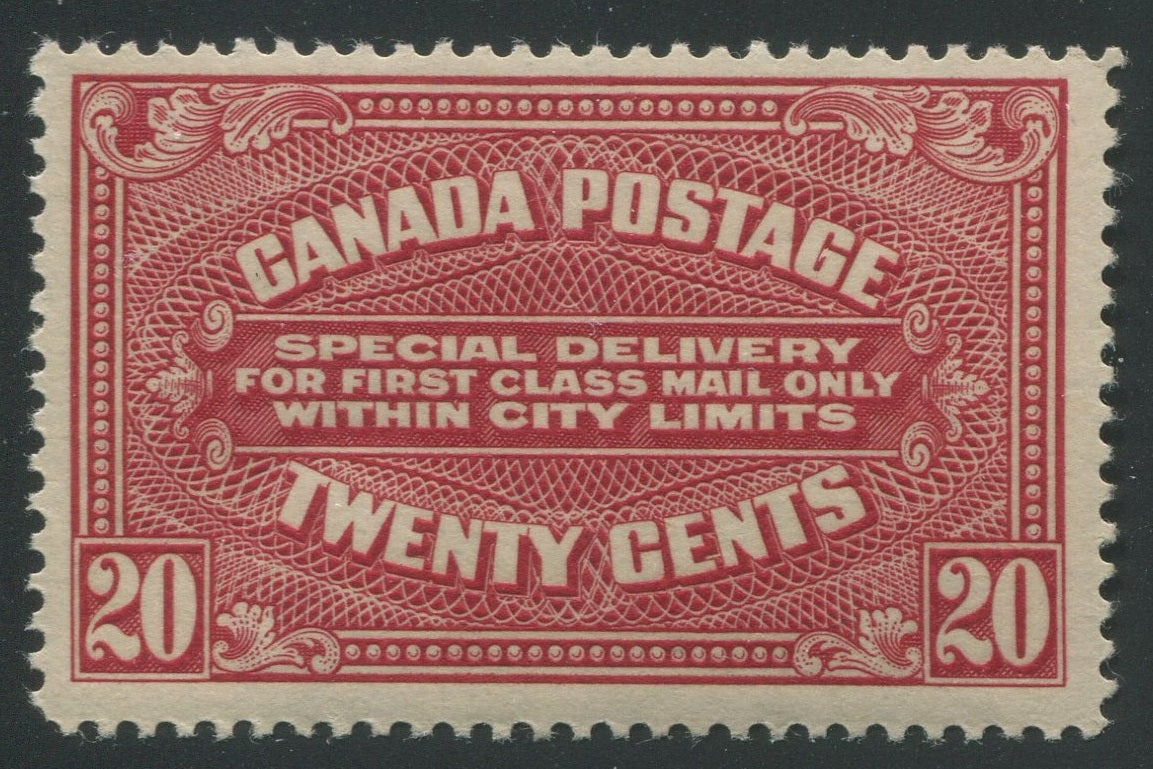 CANADA POSTAGE
SPECIAL DELIVERY
FOR FIRST CLASS MAIL ONLY
WITHIN CITY LIMITS
TWENTY CENTS
20 20